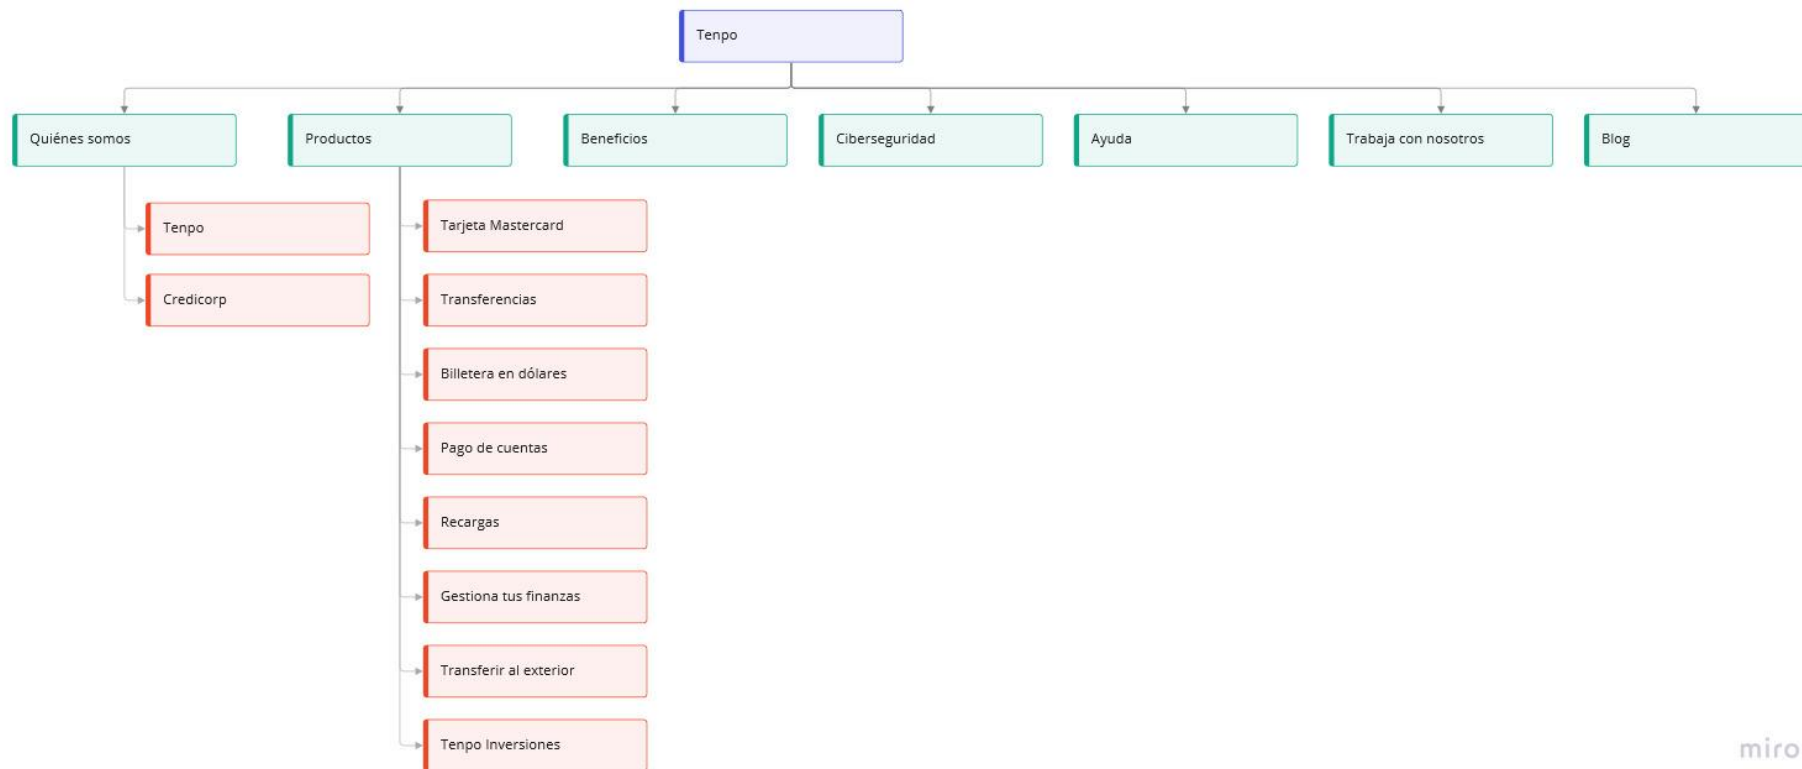 Tenpo
Quiénes somos
Productos
Beneficios
Ciberseguridad
Ayuda
Trabaja con nosotros
Blog
Tenpo
Credicorp
Tarjeta Mastercard
Transferencias
Billetera en dólares
Pago de cuentas
Recargas
Gestiona tus finanzas
Transferir al exterior
Tenpo Inversiones
miro